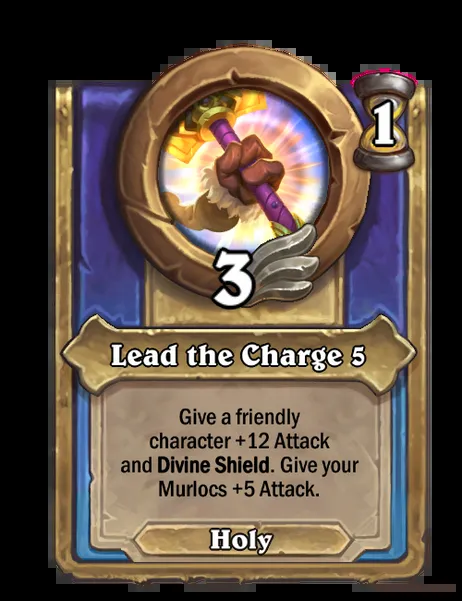 1
3
Lead the Charge 5
Give a friendly
character +12 Attack
and Divine Shield. Give your
Murlocs +5 Attack.
Holy